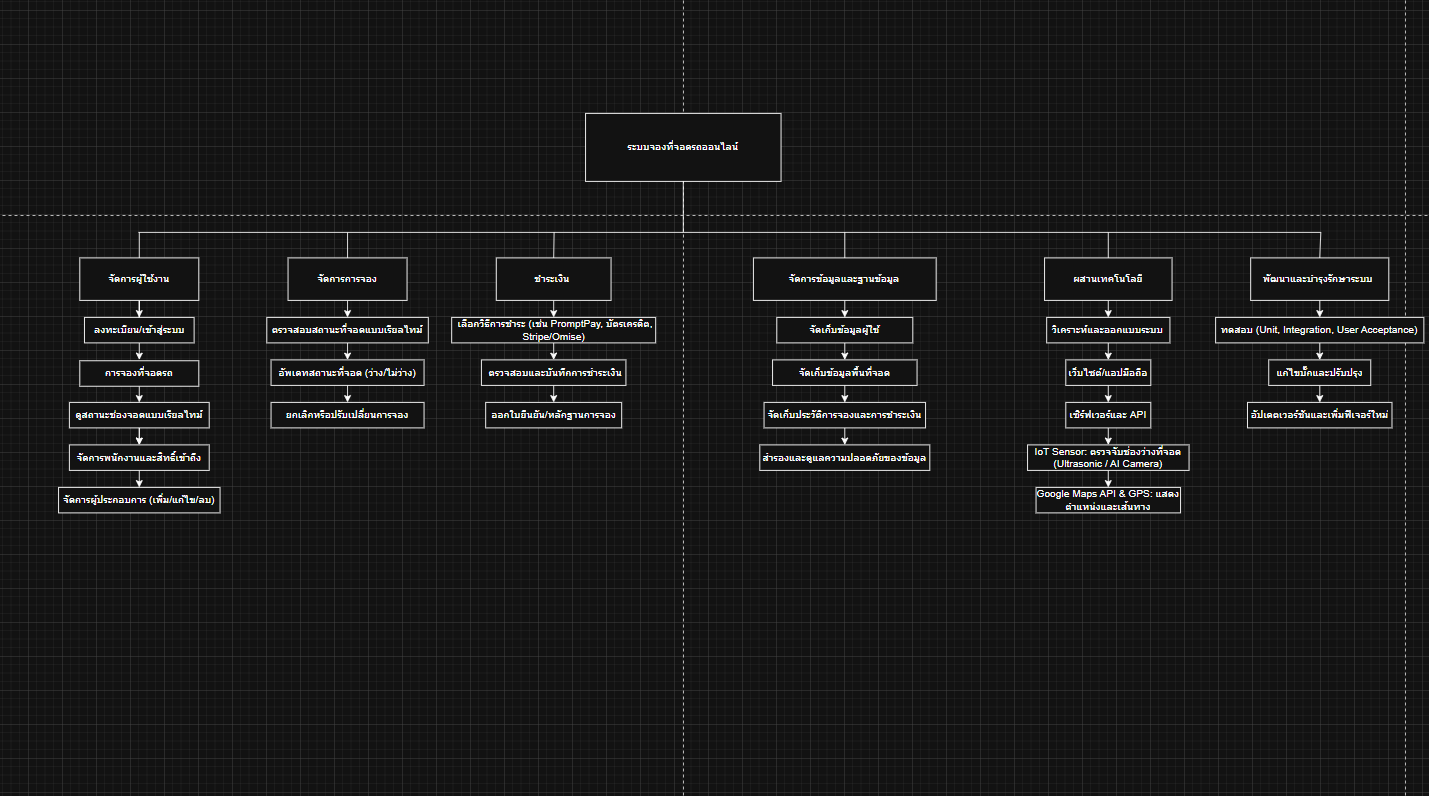 ระบบจองที่จอดรถออนไลน์
จัดการผู้ใช้งาน
ลงทะเบียน/เข้าสู่ระบบ
การจองที่จอดรถ
ดูสถานะช่องจอดแบบเรียลไทม์
จัดการพนักงานและสิทธิ์เข้าถึง
จัดการผู้ประกอบการ (เพิ่ม/แก้ไข/ลบ)
จัดการการจอง
ตรวจสอบสถานะที่จอดแบบเรียลไทม์
อัพเดทสถานะที่จอด (ว่าง/ไม่ว่าง)
ยกเลิกหรือปรับเปลี่ยนการจอง
ชำระเงิน
เลือกวิธีการชำระ (เช่น PromptPay, บัตรเครดิต,
Stripe/Omise)
ตรวจสอบและบันทึกการชำระเงิน
ออกใบยืนยัน/หลักฐานการจอง
จัดการข้อมูลและฐานข้อมูล
จัดเก็บข้อมูลผู้ใช้
จัดเก็บข้อมูลพื้นที่จอด
จัดเก็บประวัติการจองและการชำระเงิน
สำรองและดูแลความปลอดภัยของข้อมูล
ผสานเทคโนโลยี
วิเคราะห์และออกแบบระบบ
เว็บไซต์/แอปมือถือ
เซิร์ฟเวอร์และ API
IoT Sensor: ตรวจจับช่องว่างที่จอด
(Ultrasonic / AI Camera)
Google Maps API & GPS: แสดง
ตำแหน่งและเส้นทาง
พัฒนาและบำรุงรักษาระบบ
ทดสอบ (Unit, Integration, User Acceptance)
แก้ไขบั๊กและปรับปรุง
อัปเดตเวอร์ชันและเพิ่มฟีเจอร์ใหม่